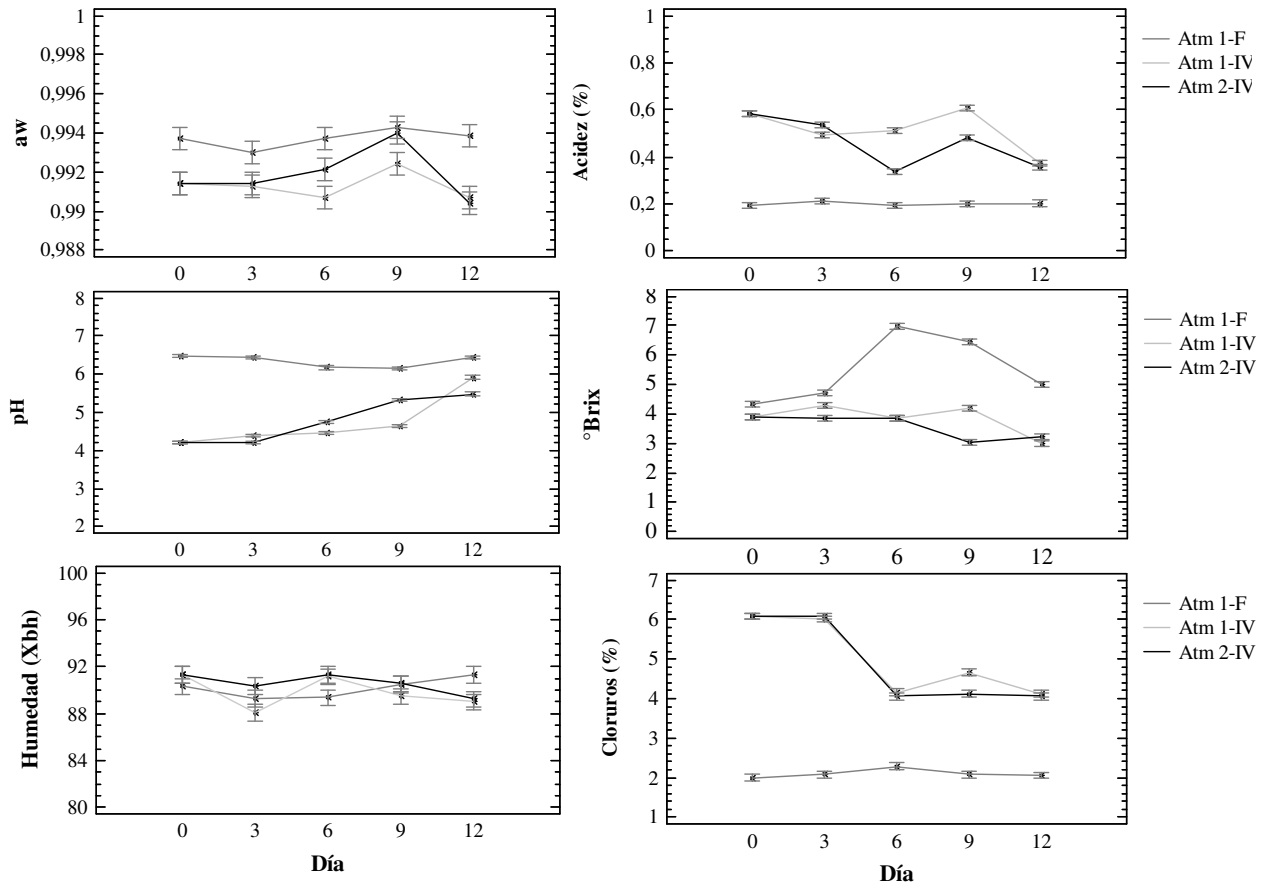 aw
1
0,998
0,996
0,994
0,992
0,99
0,988
0 3 6 9 12
Acidez (%)
1
0,8
0,6
0,4
0,2
0
0 3 6 9 12
Atm 1-F
Atm 1-IV
Atm 2-IV
pH
8
7
6
5
4
3
2
0 3 6 9 12
°Brix
8
7
6
5
4
3
2
1
0
0 3 6 9 12
Atm 1-F
Atm 1-IV
Atm 2-IV
Humedad (Xbh)
100
96
92
88
84
80
0 3 6 9 12
Día
Cloruros (%)
7
6
5
4
3
2
1
0 3 6 9 12
Día
Atm 1-F
Atm 1-IV
Atm 2-IV